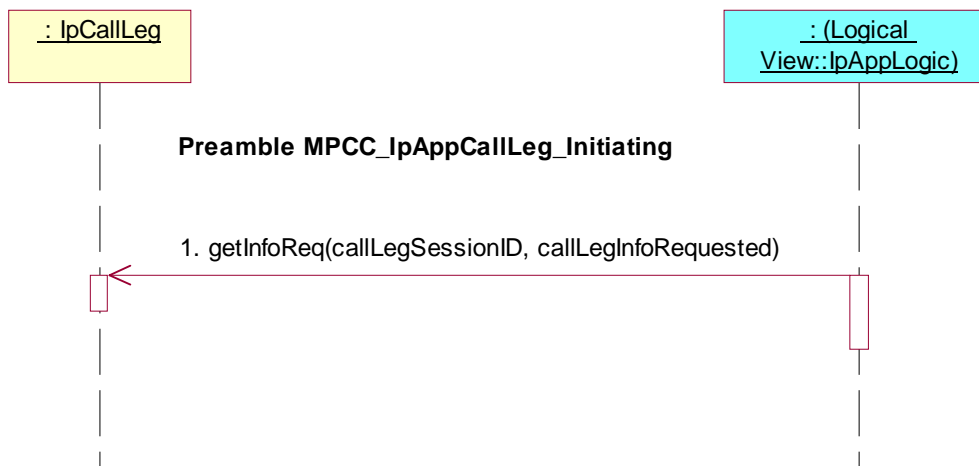 : IpCallLeg
: (Logical
View::IpAppLogic)
Preamble MPCC_IpAppCallLeg_Initiating
1. getInfoReq(callLegSessionID, callLegInfoRequested)